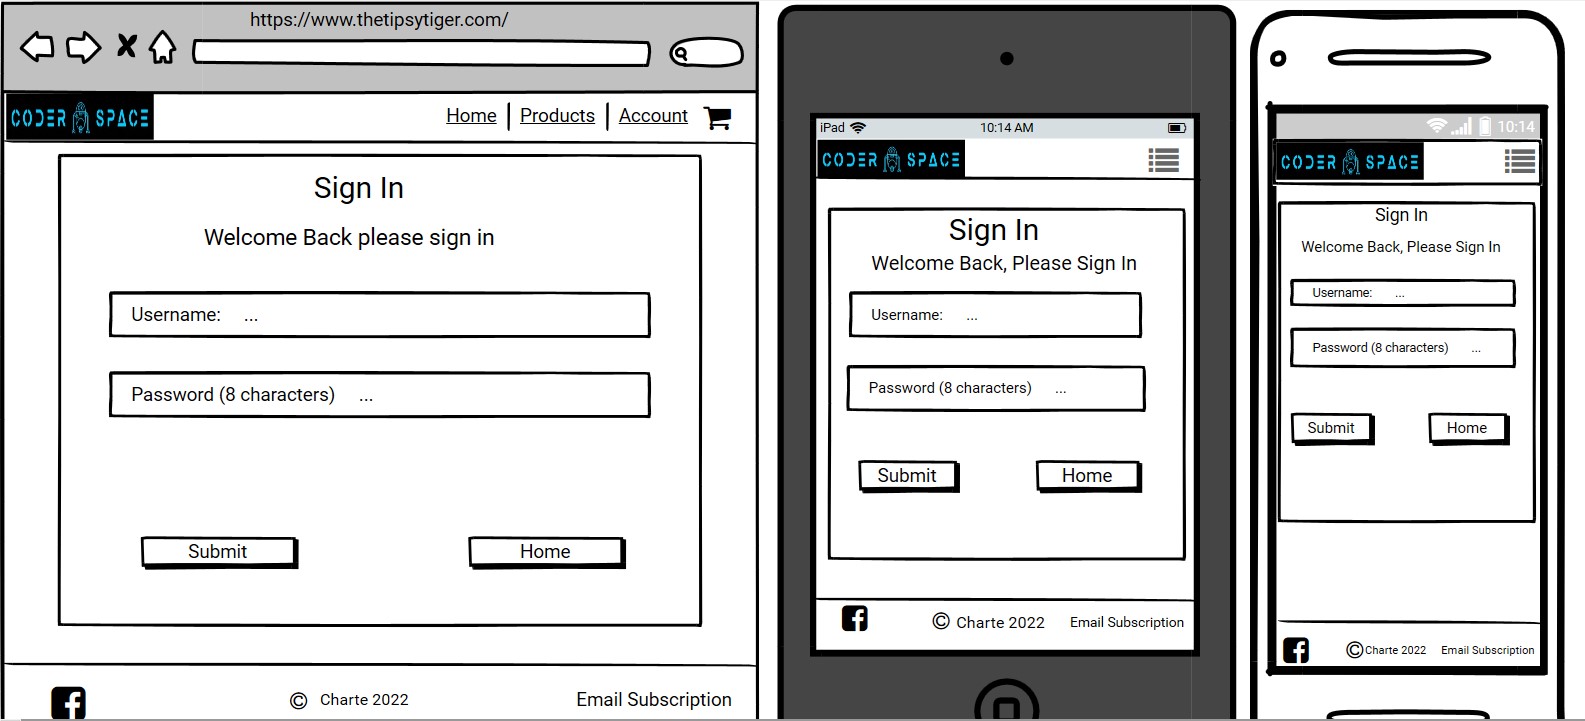 https://www.thetipsytiger.com/
CODER SPACE
Home Products Account
Sign In
Welcome Back please sign in
Username: ...
Password (8 characters) ...
Submit Home
© Charte 2022 Email Subscription
iPad 10:14 AM
CODER SPACE
Sign In
Welcome Back, Please Sign In
Username: ...
Password (8 characters) ...
Submit Home
© Charte 2022 Email Subscription
10:14
CODER SPACE
Sign In
Welcome Back, Please Sign In
Username: ...
Password (8 characters) ...
Submit Home
© Charte 2022 Email Subscription